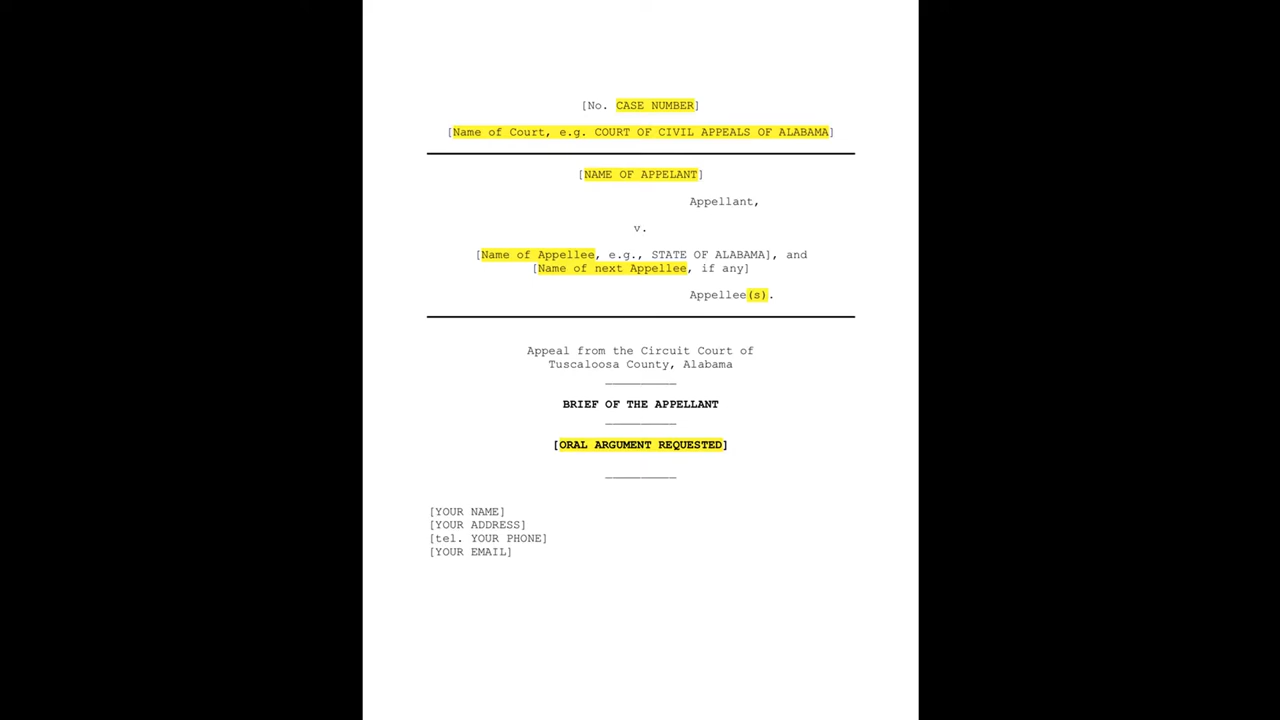 [No. CASE NUMBER]
[Name of Court, e.g. COURT OF CIVIL APPEALS OF ALABAMA]
[NAME OF APPELANT]
Appellant,
v.
[Name of Appellee, e.g., STATE OF ALABAMA], and
[Name of next Appellee, if any]
Appellee(s).
Appeal from the Circuit Court of
Tuscaloosa County, Alabama
BRIEF OF THE APPELLANT
[ORAL ARGUMENT REQUESTED]
[YOUR NAME]
[YOUR ADDRESS]
[tel. YOUR PHONE]
[YOUR EMAIL]